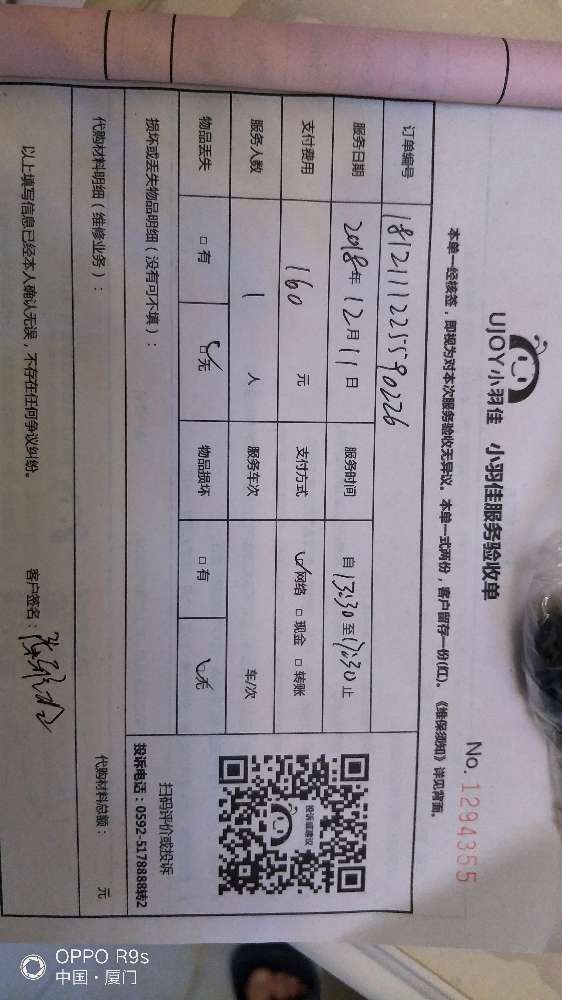 UJOY小羽佳 小羽佳服务验收单
No. 1294355
本单一经核签，即视为对本次服务验收无异议。本单一式两份，客户留存一份(红)。《维保须知》详见背面。
订单编号 1812111225590226
服务日期 2018年12月11日 服务时间 自13:30至17:30止
支付费用 160 元 支付方式 ☑网络 □现金 □转账
服务人数 1 人 服务车次 车/次
物品丢失 □有 ☑无 物品损坏 □有 ☑无
损坏或丢失物品明细（没有可不填）：
投诉或建议
扫码评价或投诉
投诉电话：0592-5178888转2
代购材料明细（维修业务）：
代购材料总额： 元
以上填写信息已经本人确认无误，不存在任何争议纠纷。
客户签名：
OPPO R9s
中国·厦门